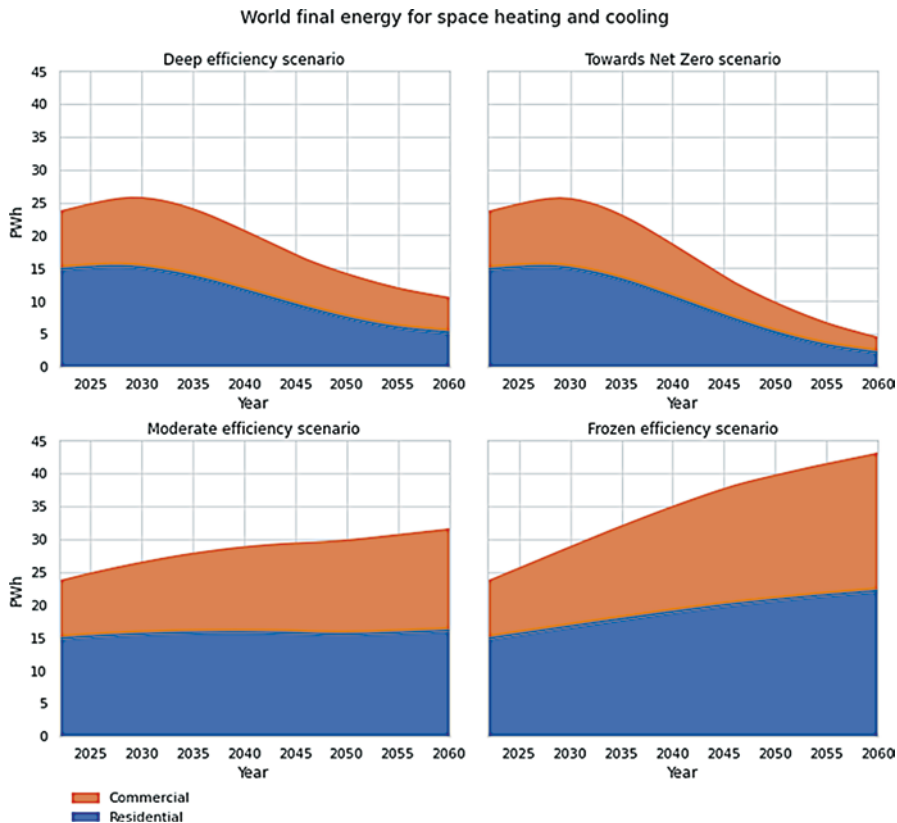 World final energy for space heating and cooling
Deep efficiency scenario
45
40
35
30
25
20
15
10
5
0
PWh
2025 2030 2035 2040 2045 2050 2055 2060
Year
Towards Net Zero scenario
2025 2030 2035 2040 2045 2050 2055 2060
Year
Moderate efficiency scenario
45
40
35
30
25
20
15
10
5
0
PWh
2025 2030 2035 2040 2045 2050 2055 2060
Year
Frozen efficiency scenario
2025 2030 2035 2040 2045 2050 2055 2060
Year
Commercial
Residential